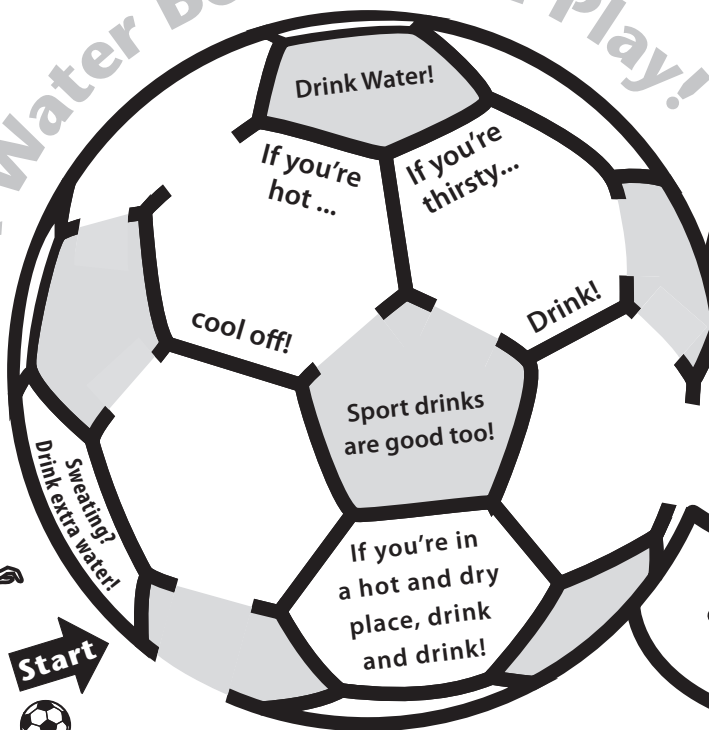 Water
Play!
Drink Water!
If you're
hot ...
If you're
thirsty...
cool off!
Drink!
Sport drinks
are good too!
Sweating?
Drink extra water!
If you're in
a hot and dry
place, drink
and drink!
Start